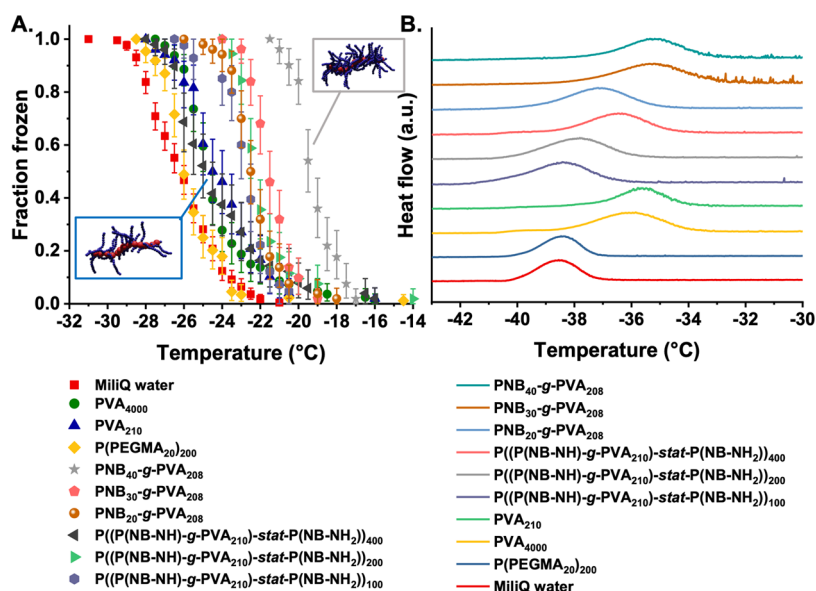 A.
B.
1.0
0.8
0.6
0.4
0.2
0.0
Fraction frozen
-32 -30 -28 -26 -24 -22 -20 -18 -16 -14
Temperature (°C)
Heat flow (a.u.)
-42 -40 -38 -36 -34 -32 -30
Temperature (°C)
MiliQ water
PVA4000
PVA210
P(PEGMA20)200
PNB40-g-PVA208
PNB30-g-PVA208
PNB20-g-PVA208
P((P(NB-NH)-g-PVA210)-stat-P(NB-NH2))400
P((P(NB-NH)-g-PVA210)-stat-P(NB-NH2))200
P((P(NB-NH)-g-PVA210)-stat-P(NB-NH2))100
PNB40-g-PVA208
PNB30-g-PVA208
PNB20-g-PVA208
P((P(NB-NH)-g-PVA210)-stat-P(NB-NH2))400
P((P(NB-NH)-g-PVA210)-stat-P(NB-NH2))200
P((P(NB-NH)-g-PVA210)-stat-P(NB-NH2))100
PVA210
PVA4000
P(PEGMA20)200
MiliQ water